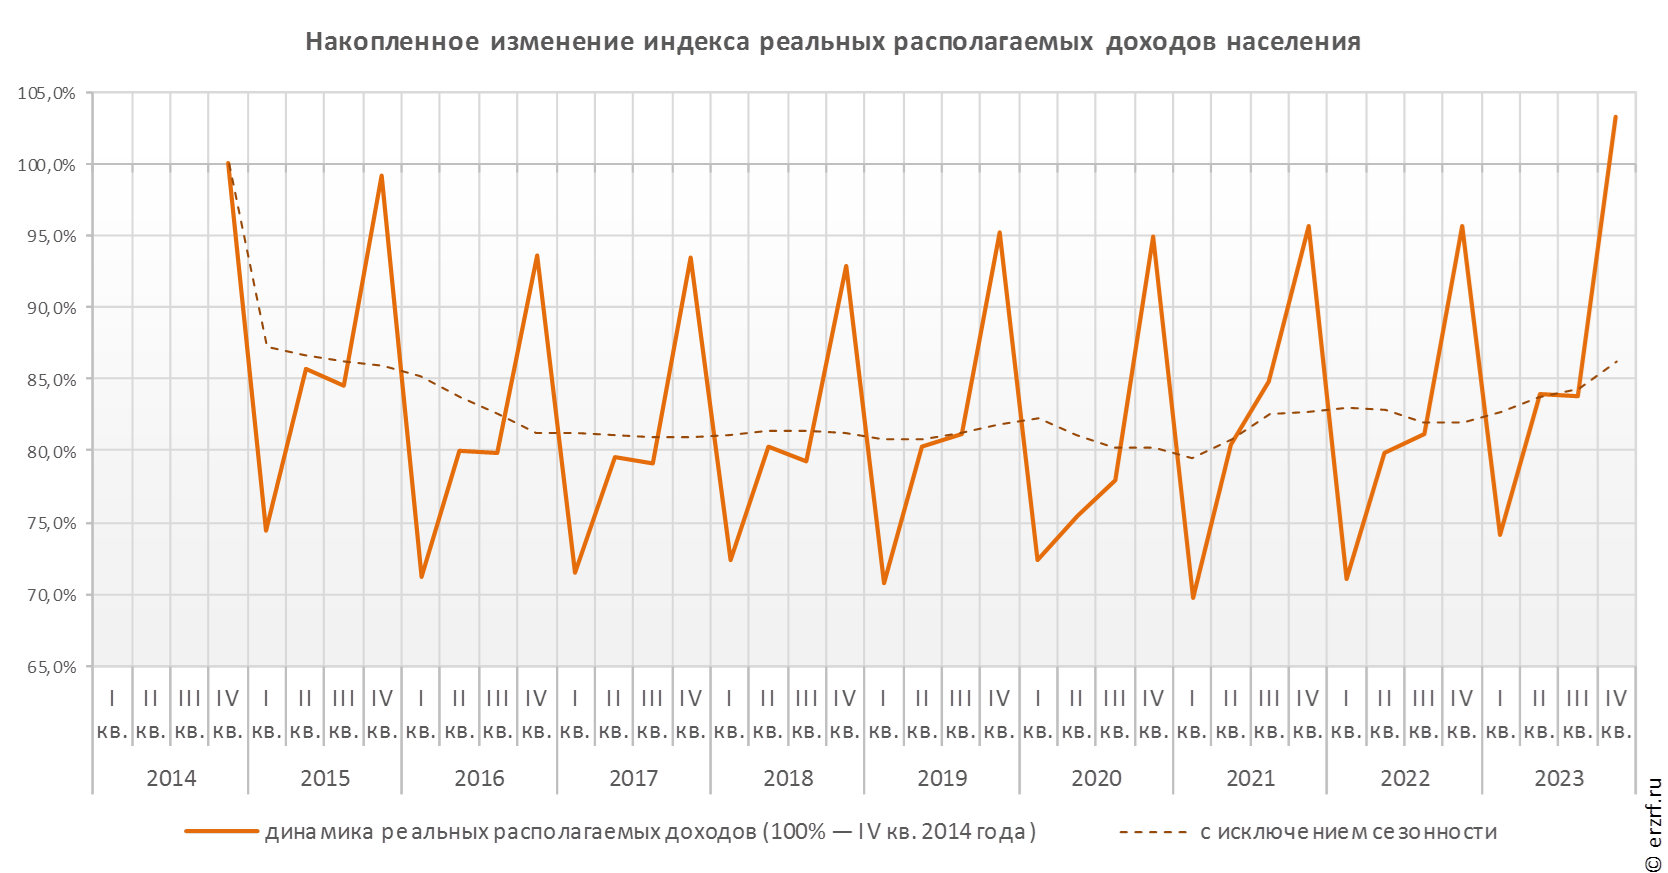 Накопленное изменение индекса реальных располагаемых доходов населения
105,0%
100,0%
95,0%
90,0%
85,0%
80,0%
75,0%
70,0%
65,0%
I II III IV I II III IV I II III IV I II III IV I II III IV I II III IV I II III IV I II III IV I II III IV I II III IV
кв. кв. кв. кв. кв. кв. кв. кв. кв. кв. кв. кв. кв. кв. кв. кв. кв. кв. кв. кв. кв. кв. кв. кв. кв. кв. кв. кв. кв. кв. кв. кв. кв. кв. кв. кв. кв. кв. кв. кв.
2014 2015 2016 2017 2018 2019 2020 2021 2022 2023
динамика реальных располагаемых доходов (100% — IV кв. 2014 года) с исключением сезонности
© erzrf.ru